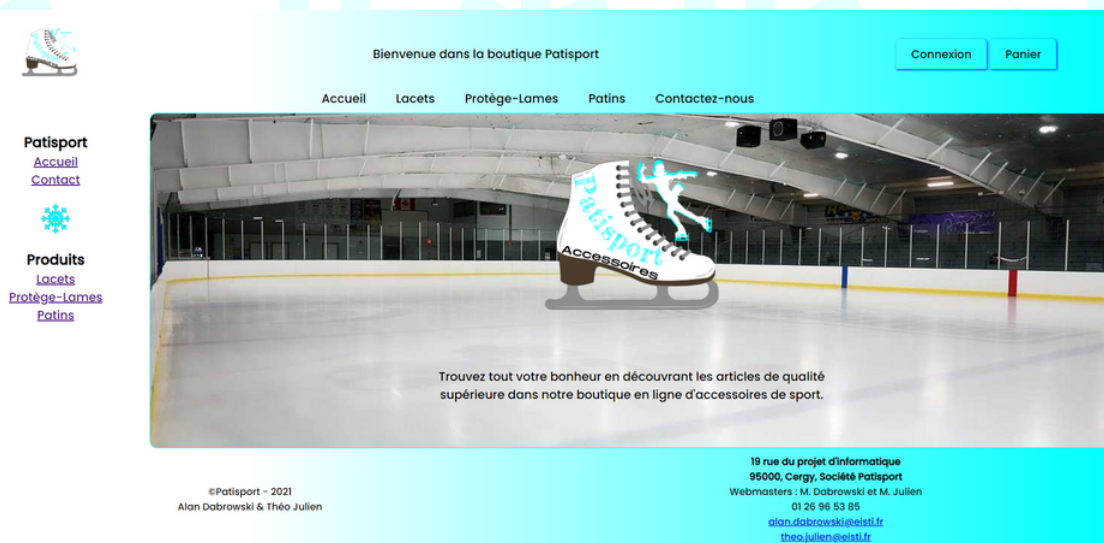 Bienvenue dans la boutique Patisport
Connexion
Panier
Accueil
Lacets
Protège-Lames
Patins
Contactez-nous
Patisport
Accueil
Contact
Produits
Lacets
Protège-Lames
Patins
Patisport
Accessoires
Trouvez tout votre bonheur en découvrant les articles de qualité
supérieure dans notre boutique en ligne d'accessoires de sport.
©Patisport - 2021
Alan Dabrowski & Théo Julien
19 rue du projet d'informatique
95000, Cergy, Société Patisport
Webmasters : M. Dabrowski et M. Julien
01 26 96 53 85
alan.dabrowski@eisti.fr
theo.julien@eisti.fr